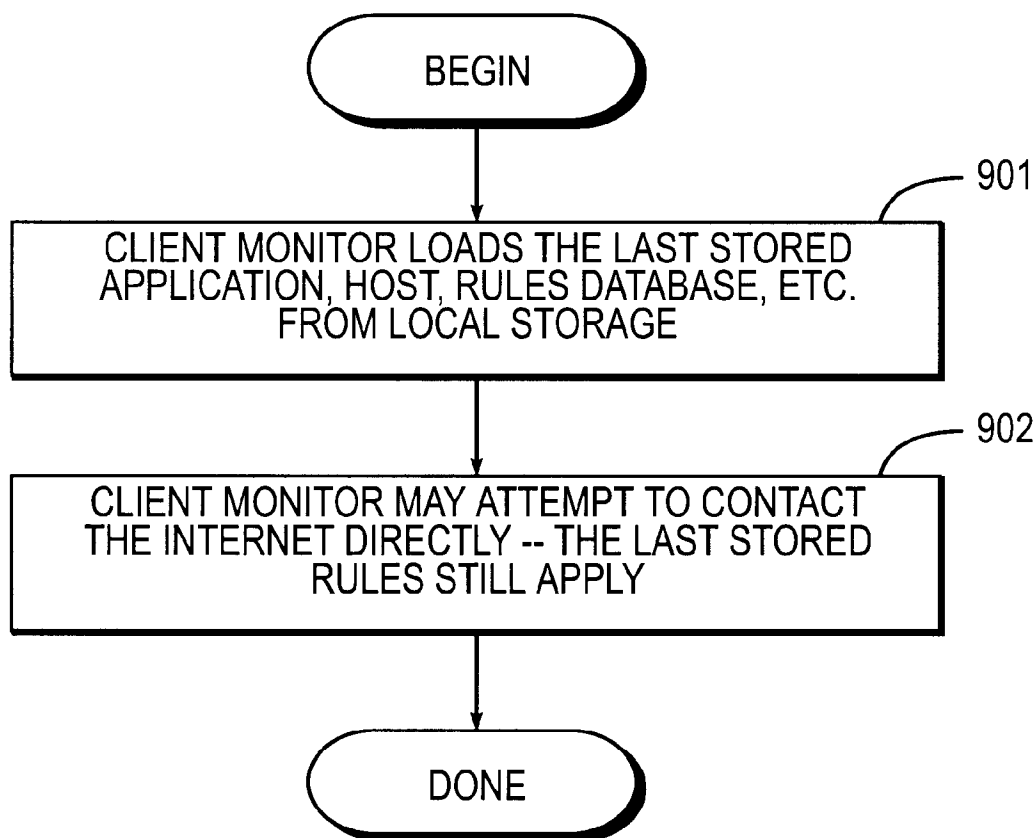 BEGIN
901
CLIENT MONITOR LOADS THE LAST STORED
APPLICATION, HOST, RULES DATABASE, ETC.
FROM LOCAL STORAGE
902
CLIENT MONITOR MAY ATTEMPT TO CONTACT
THE INTERNET DIRECTLY -- THE LAST STORED
RULES STILL APPLY
DONE